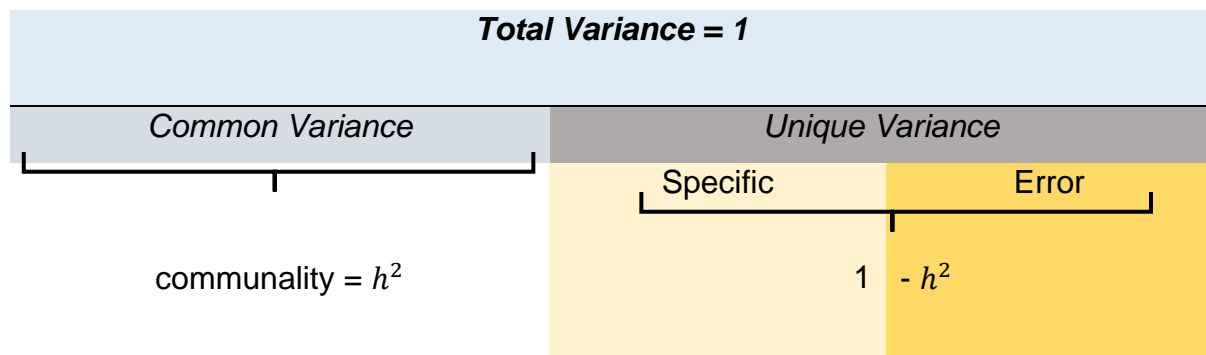 Total Variance = 1
Common Variance
Unique Variance
Specific
Error
communality = ℎ²
1 - ℎ²